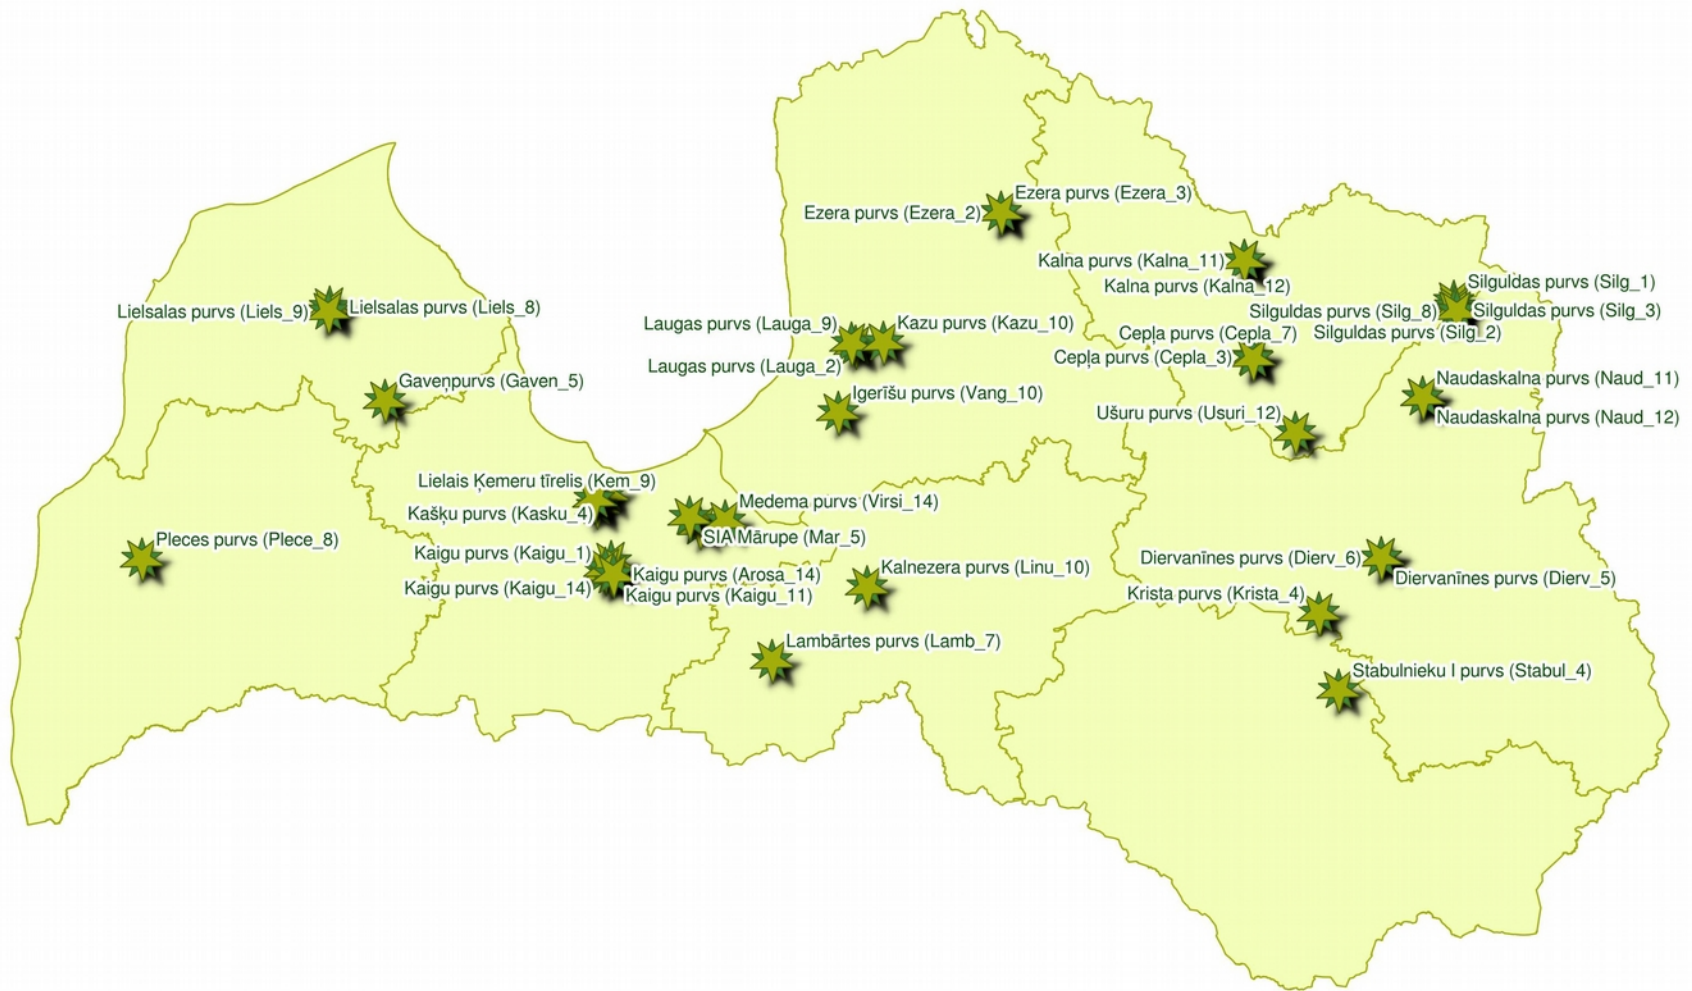 Ezera purvs (Ezera_3)
Ezera purvs (Ezera_2)
Kalna purvs (Kalna_11)
Kalna purvs (Kalna_12)
Silguldas purvs (Silg_1)
Silguldas purvs (Silg_8)
Silguldas purvs (Silg_3)
Silguldas purvs (Silg_2)
Lielsalas purvs (Liels_9)
Lielsalas purvs (Liels_8)
Laugas purvs (Lauga_9)
Kazu purvs (Kazu_10)
Laugas purvs (Lauga_2)
Cepļa purvs (Cepla_7)
Cepļa purvs (Cepla_3)
Gaveņpurvs (Gaven_5)
Igerīšu purvs (Vang_10)
Naudaskalna purvs (Naud_11)
Ušuru purvs (Usuri_12)
Naudaskalna purvs (Naud_12)
Lielais Ķemeru tīrelis (Kem_9)
Kašķu purvs (Kasku_4)
Medema purvs (Virsi_14)
SIA Mārupe (Mar_5)
Pleces purvs (Plece_8)
Kaigu purvs (Kaigu_1)
Kaigu purvs (Arosa_14)
Kaigu purvs (Kaigu_14)
Kaigu purvs (Kaigu_11)
Kalnezera purvs (Linu_10)
Diervanīnes purvs (Dierv_6)
Diervanīnes purvs (Dierv_5)
Krista purvs (Krista_4)
Lambārtes purvs (Lamb_7)
Stabulnieku I purvs (Stabul_4)